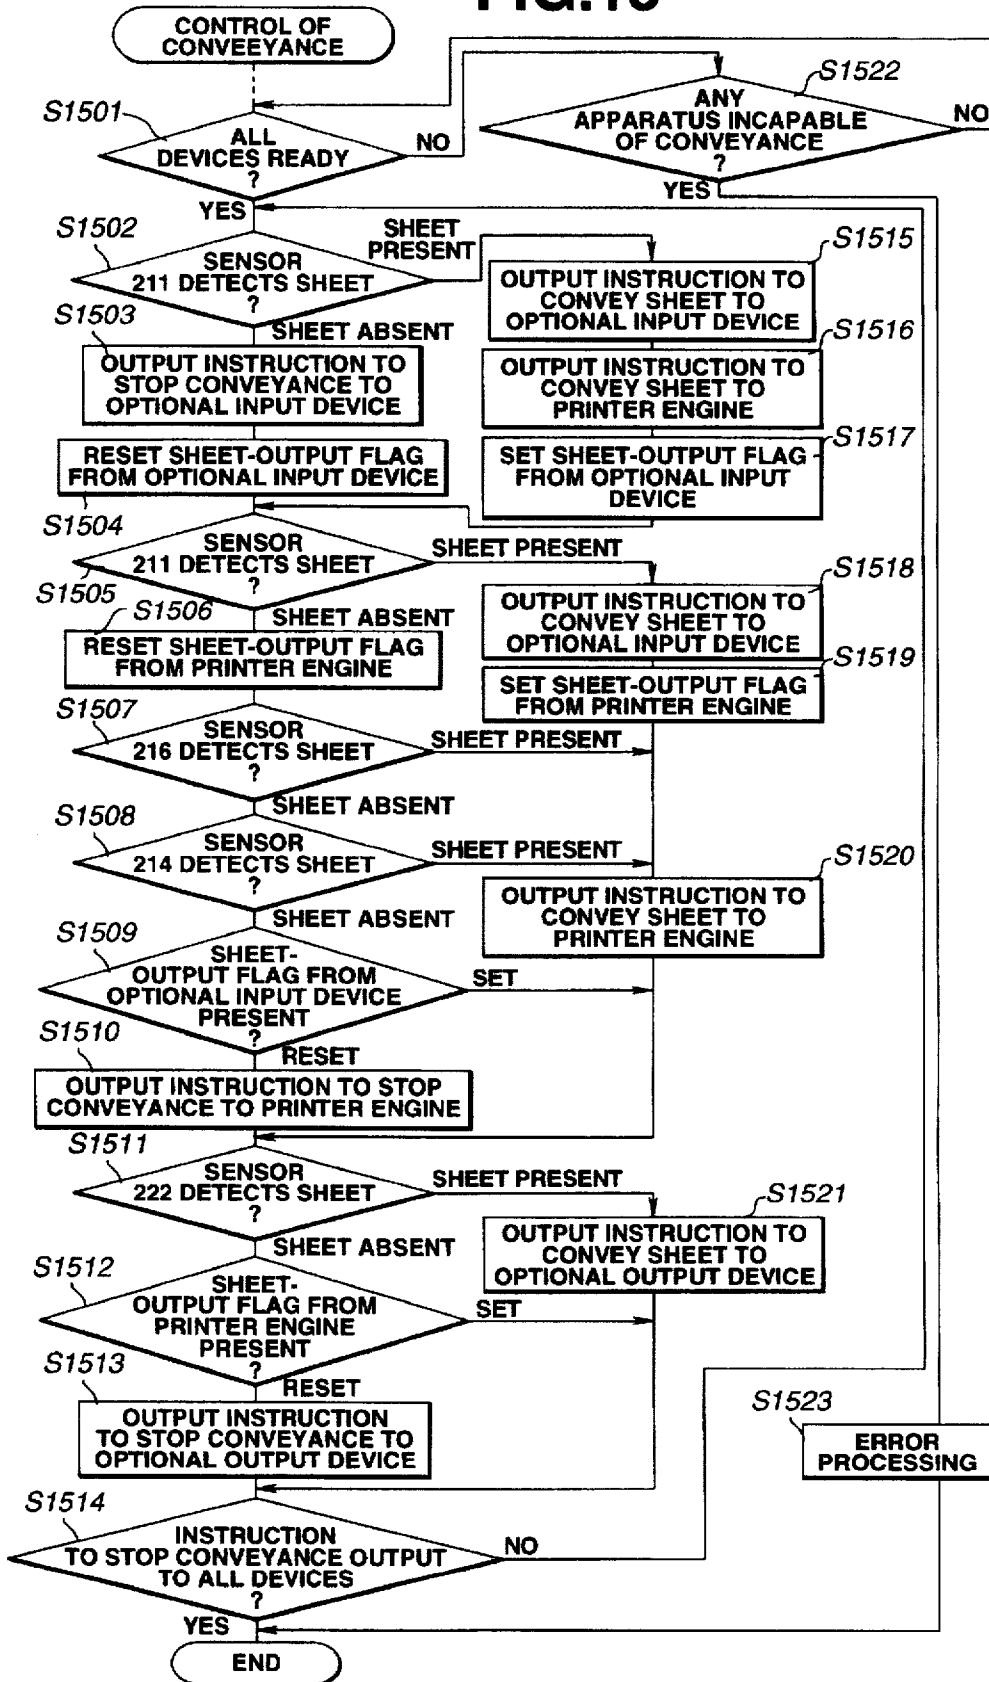 CONTROL OF
CONVEEYANCE
S1501
ALL
DEVICES READY
?
NO
YES
S1522
ANY
APPARATUS INCAPABLE
OF CONVEYANCE
?
NO
YES
S1502
SENSOR
211 DETECTS SHEET
?
SHEET
PRESENT
SHEET ABSENT
S1515
OUTPUT INSTRUCTION TO
CONVEY SHEET TO
OPTIONAL INPUT DEVICE
S1503
OUTPUT INSTRUCTION TO
STOP CONVEYANCE TO
OPTIONAL INPUT DEVICE
S1516
OUTPUT INSTRUCTION TO
CONVEY SHEET TO
PRINTER ENGINE
RESET SHEET-OUTPUT FLAG
FROM OPTIONAL INPUT DEVICE
S1504
S1517
SET SHEET-OUTPUT FLAG
FROM OPTIONAL INPUT
DEVICE
SENSOR
211 DETECTS SHEET
?
S1505
SHEET PRESENT
SHEET ABSENT
S1518
OUTPUT INSTRUCTION TO
CONVEY SHEET TO
OPTIONAL INPUT DEVICE
S1506
RESET SHEET-OUTPUT FLAG
FROM PRINTER ENGINE
S1519
SET SHEET-OUTPUT FLAG
FROM PRINTER ENGINE
S1507
SENSOR
216 DETECTS SHEET
?
SHEET PRESENT
SHEET ABSENT
S1508
SENSOR
214 DETECTS SHEET
?
SHEET PRESENT
SHEET ABSENT
S1520
OUTPUT INSTRUCTION TO
CONVEY SHEET TO
PRINTER ENGINE
S1509
SHEET-
OUTPUT FLAG FROM
OPTIONAL INPUT DEVICE
PRESENT
?
SET
RESET
S1510
OUTPUT INSTRUCTION TO STOP
CONVEYANCE TO PRINTER ENGINE
S1511
SENSOR
222 DETECTS SHEET
?
SHEET PRESENT
SHEET ABSENT
S1521
OUTPUT INSTRUCTION TO
CONVEY SHEET TO
OPTIONAL OUTPUT DEVICE
S1512
SHEET-
OUTPUT FLAG FROM
PRINTER ENGINE
PRESENT
?
SET
RESET
S1513
OUTPUT INSTRUCTION
TO STOP CONVEYANCE TO
OPTIONAL OUTPUT DEVICE
S1523
ERROR
PROCESSING
S1514
INSTRUCTION
TO STOP CONVEYANCE OUTPUT
TO ALL DEVICES
?
NO
YES
END